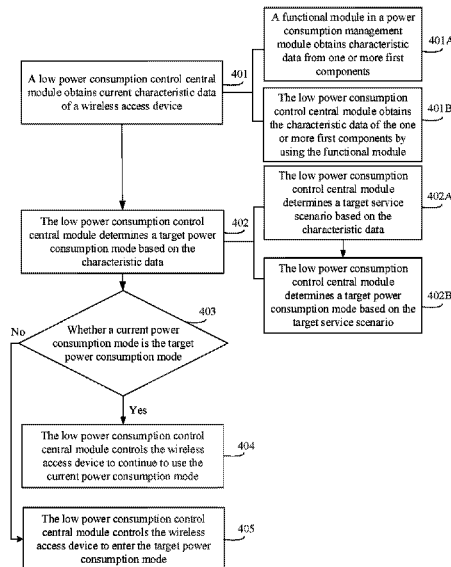 A functional module in a power
consumption management
module obtains characteristic
data from one or more first
components
401A
A low power consumption control central
module obtains current characteristic data
of a wireless access device
401
The low power consumption
control central module obtains
the characteristic data of the one
or more first components by
using the functional module
401B
The low power consumption
control central module
determines a target service
scenario based on the
characteristic data
402A
The low power consumption control
central module determines a target power
consumption mode based on the
characteristic data
402
The low power consumption
control central module
determines a target power
consumption mode based on the
target service scenario
402B
403
Whether a current power
consumption mode is the target
power consumption mode
No
Yes
The low power consumption control
central module controls the wireless
access device to continue to use the
current power consumption mode
404
The low power consumption control
central module controls the wireless
access device to enter the target power
consumption mode
405